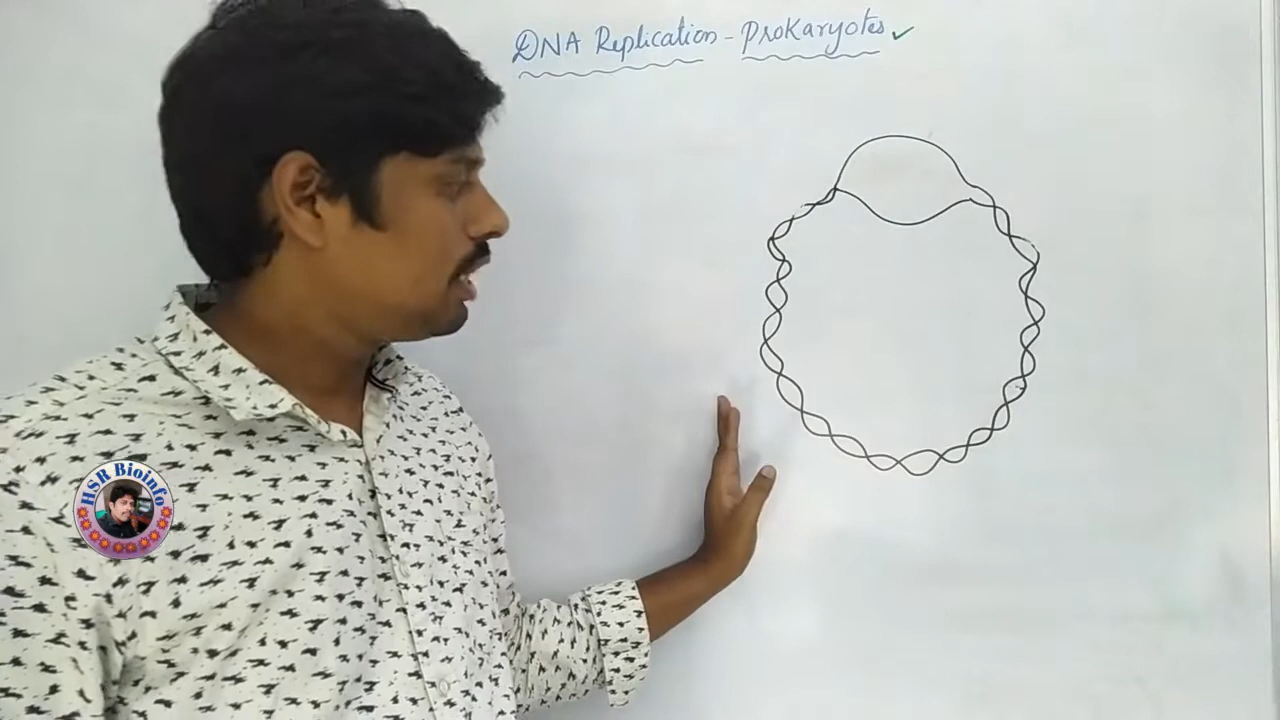 DNA Replication - Prokaryotes ✓
HSR Bioinfo